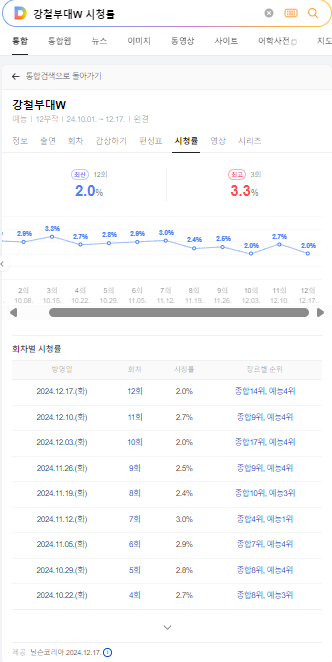 강철부대W 시청률
통합 통합웹 뉴스 이미지 동영상 사이트 어학사전 지도
통합검색으로 돌아가기
강철부대W
예능 | 12부작 | 24.10.01. ~ 12.17. | 완결
정보 출연 회차 감상하기 편성표 시청률 영상 시리즈
최신 12회 최고 3회
2.0% 3.3%
2.9% 3.3% 2.7% 2.8% 2.9% 3.0% 2.4% 2.5% 2.0% 2.7% 2.0%
2회 3회 4회 5회 6회 7회 8회 9회 10회 11회 12회
10.08. 10.15. 10.22. 10.29. 11.05. 11.12. 11.19. 11.26. 12.03. 12.10. 12.17.
회차별 시청률
방영일 회차 시청률 장르별 순위
2024.12.17.(화) 12회 2.0% 종합14위, 예능4위
2024.12.10.(화) 11회 2.7% 종합9위, 예능4위
2024.12.03.(화) 10회 2.0% 종합17위, 예능4위
2024.11.26.(화) 9회 2.5% 종합9위, 예능4위
2024.11.19.(화) 8회 2.4% 종합10위, 예능3위
2024.11.12.(화) 7회 3.0% 종합4위, 예능1위
2024.11.05.(화) 6회 2.9% 종합7위, 예능4위
2024.10.29.(화) 5회 2.8% 종합8위, 예능4위
2024.10.22.(화) 4회 2.7% 종합8위, 예능3위
제공 닐슨코리아 2024.12.17.